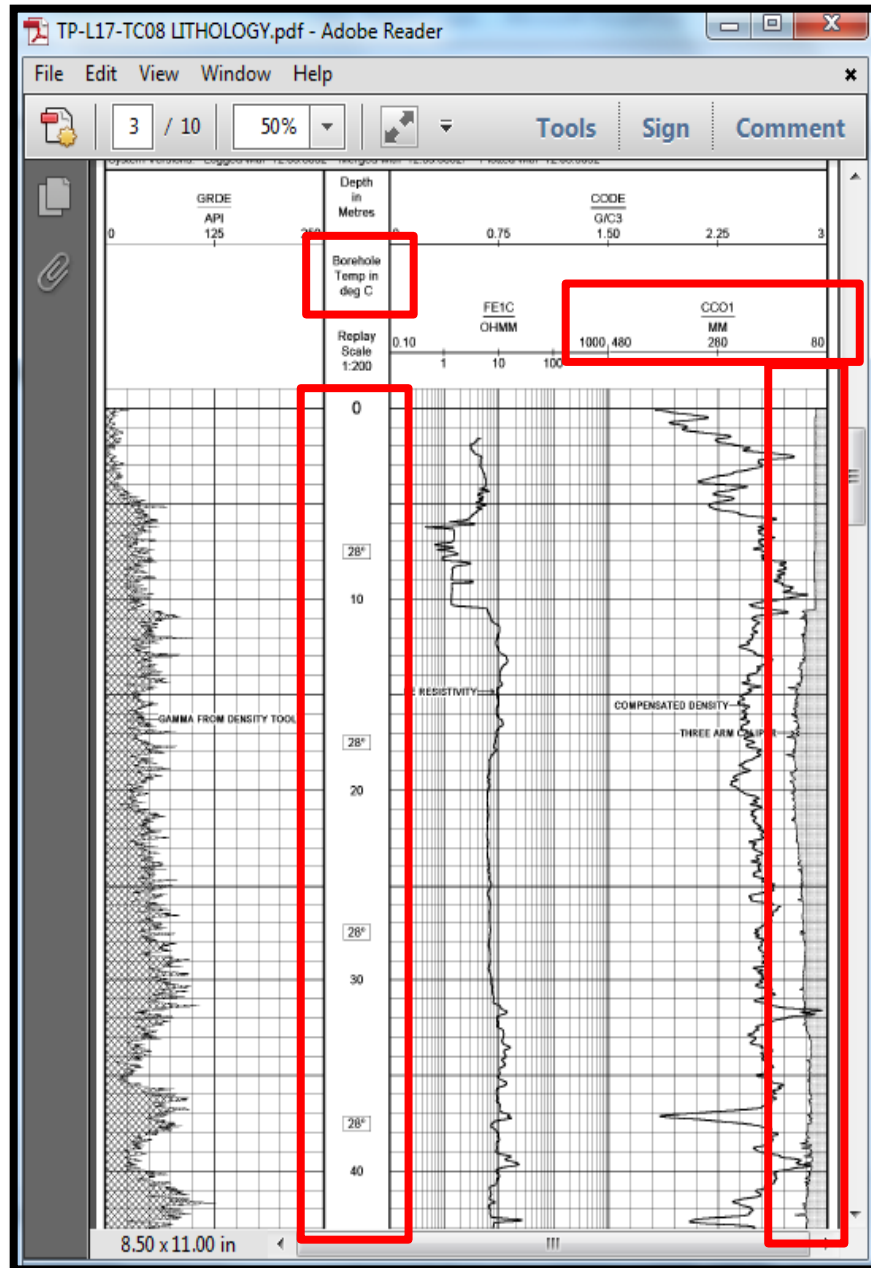 TP-L17-TC08 LITHOLOGY.pdf - Adobe Reader
File Edit View Window Help
3 / 10 50% Tools Sign Comment
Depth
in
Metres
GRDE
API
0 125 250
CODE
G/C3
0 0.75 1.50 2.25 3
Borehole
Temp in
deg C
FE1C
OHMM
0.10 1 10 100 1000
CCO1
MM
480 280 80
Replay
Scale
1:200
0
28°
10
RESISTIVITY
COMPENSATED DENSITY
GAMMA FROM DENSITY TOOL
THREE ARM CALIPER
28°
20
28°
30
28°
40
8.50 x 11.00 in